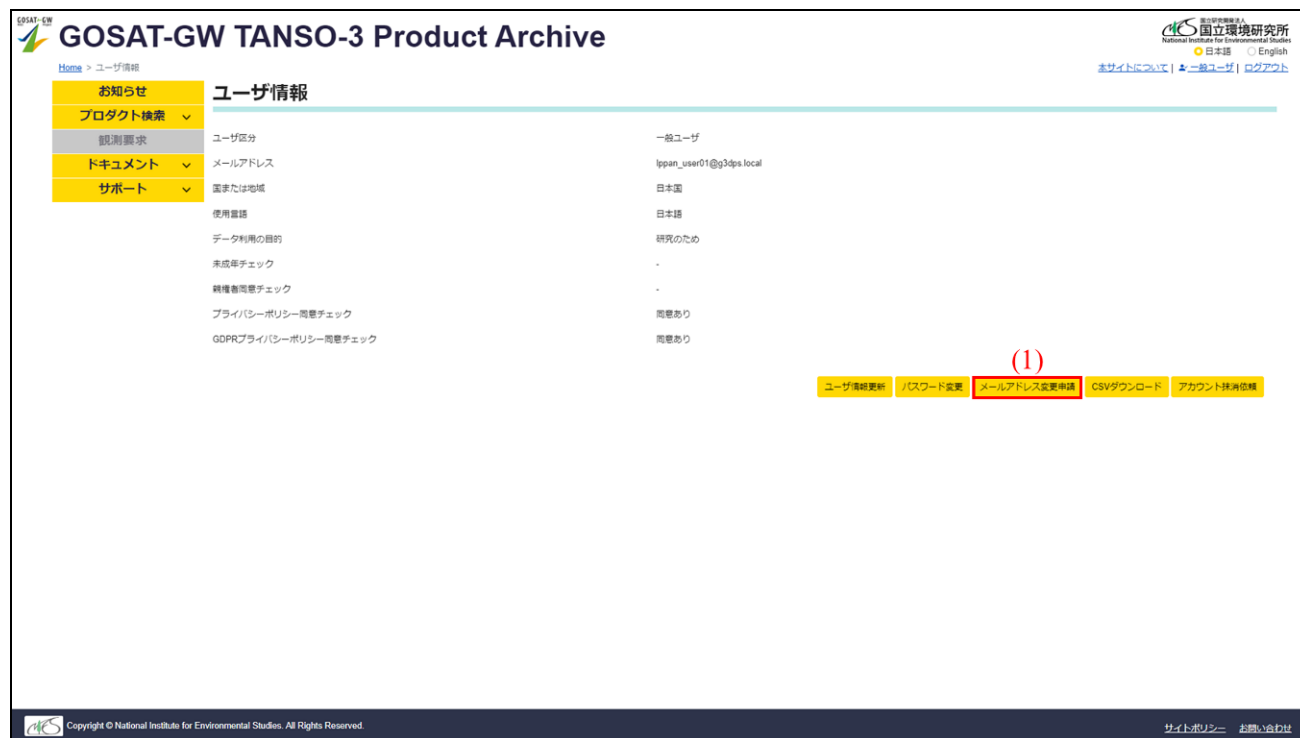 GOSAT-GW
GOSAT-GW TANSO-3 Product Archive
国立研究開発法人
国立環境研究所
National Institute for Environmental Studies
日本語 English
Home > ユーザ情報
本サイトについて | 一般ユーザ | ログアウト
お知らせ
プロダクト検索
観測要求
ドキュメント
サポート
ユーザ情報
ユーザ区分 一般ユーザ
メールアドレス Ippan_user01@g3dps.local
国または地域 日本国
使用言語 日本語
データ利用の目的 研究のため
未成年チェック -
親権者同意チェック -
プライバシーポリシー同意チェック 同意あり
GDPRプライバシーポリシー同意チェック 同意あり
(1)
ユーザ情報更新 パスワード変更 メールアドレス変更申請 CSVダウンロード アカウント抹消依頼
Copyright © National Institute for Environmental Studies. All Rights Reserved.
サイトポリシー お問い合わせ